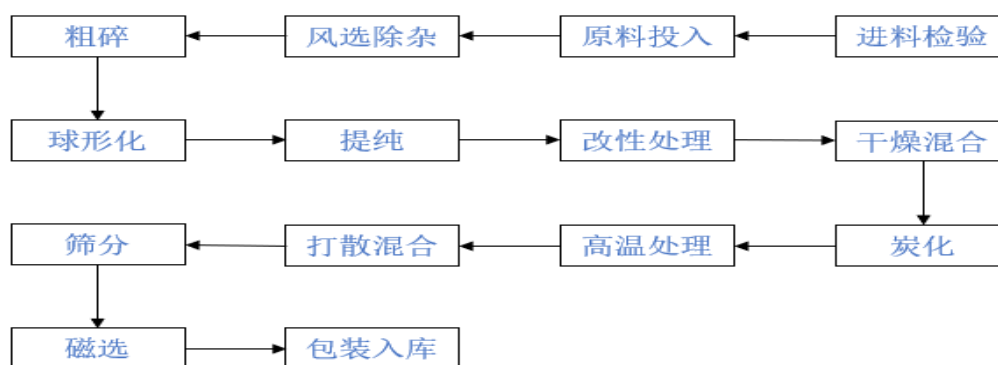 粗碎
风选除杂
原料投入
进料检验
球形化
提纯
改性处理
干燥混合
筛分
打散混合
高温处理
炭化
磁选
包装入库